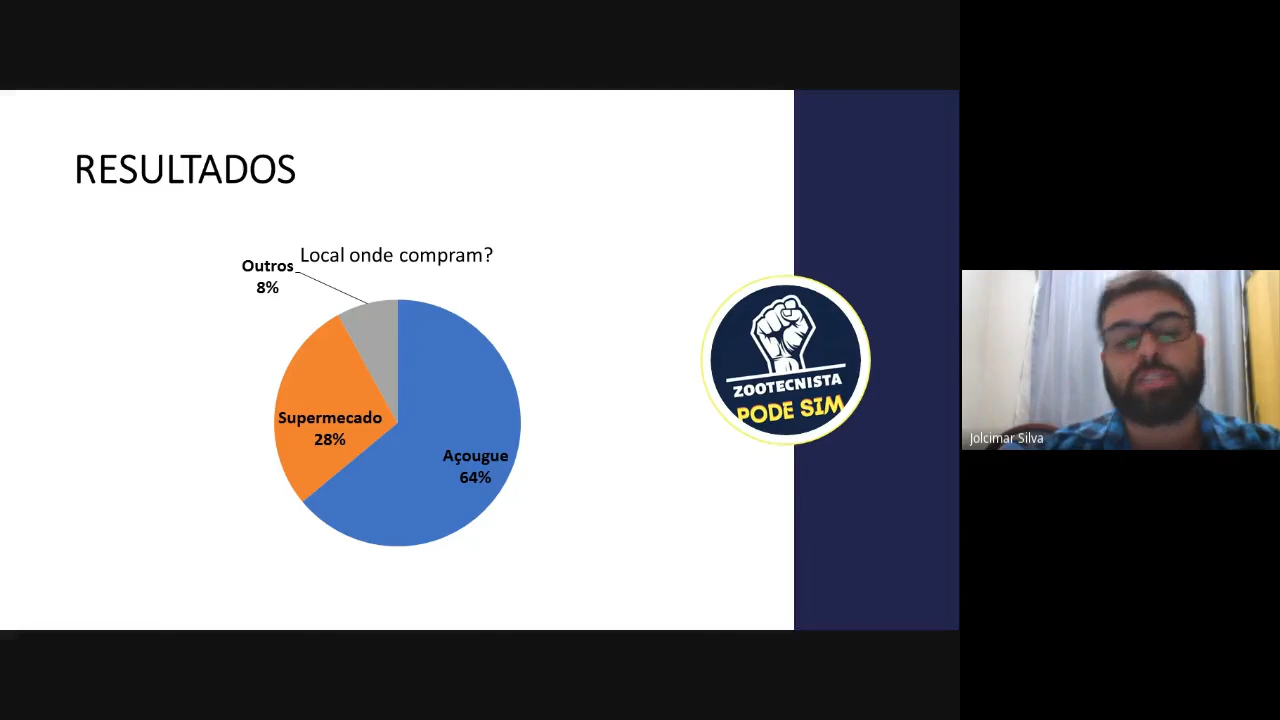 RESULTADOS
Local onde compram?
Outros
8%
Supermecado
28%
Açougue
64%
ZOOTECNISTA
PODE SIM
Jolcimar Silva